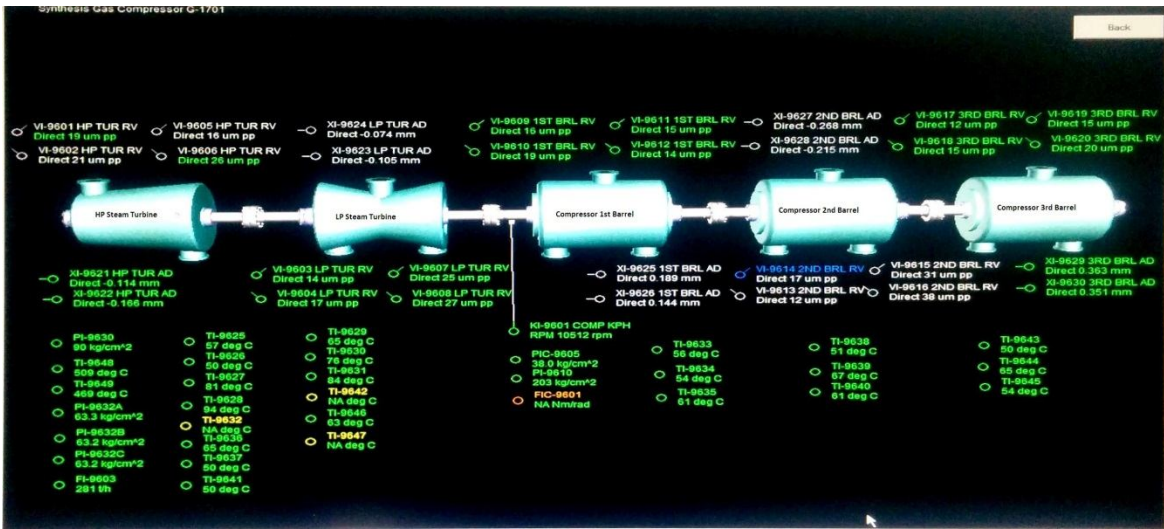 Synthesis Gas Compressor G-1701
Back
VI-9601 HP TUR RV
Direct 19 um pp
VI-9602 HP TUR RV
Direct 21 um pp
VI-9605 HP TUR RV
Direct 16 um pp
VI-9606 HP TUR RV
Direct 26 um pp
XI-9624 LP TUR AD
Direct -0.074 mm
XI-9623 LP TUR AD
Direct -0.105 mm
VI-9609 1ST BRL RV
Direct 16 um pp
VI-9610 1ST BRL RV
Direct 19 um pp
VI-9611 1ST BRL RV
Direct 15 um pp
VI-9612 1ST BRL RV
Direct 14 um pp
XI-9627 2ND BRL AD
Direct -0.268 mm
XI-9628 2ND BRL AD
Direct -0.215 mm
VI-9617 3RD BRL RV
Direct 12 um pp
VI-9618 3RD BRL RV
Direct 15 um pp
VI-9619 3RD BRL RV
Direct 15 um pp
VI-9620 3RD BRL RV
Direct 20 um pp
HP Steam Turbine
LP Steam Turbine
Compressor 1st Barrel
Compressor 2nd Barrel
Compressor 3rd Barrel
XI-9621 HP TUR AD
Direct -0.114 mm
XI-9622 HP TUR AD
Direct -0.166 mm
VI-9603 LP TUR RV
Direct 14 um pp
VI-9604 LP TUR RV
Direct 17 um pp
VI-9607 LP TUR RV
Direct 25 um pp
VI-9608 LP TUR RV
Direct 27 um pp
XI-9625 1ST BRL AD
Direct 0.189 mm
XI-9626 1ST BRL AD
Direct 0.144 mm
VI-9614 2ND BRL RV
Direct 17 um pp
VI-9613 2ND BRL RV
Direct 12 um pp
VI-9615 2ND BRL RV
Direct 31 um pp
VI-9616 2ND BRL RV
Direct 38 um pp
XI-9629 3RD BRL AD
Direct 0.363 mm
XI-9630 3RD BRL AD
Direct 0.351 mm
PI-9630
90 kg/cm^2
TI-9648
509 deg C
TI-9649
469 deg C
PI-9632A
63.3 kg/cm^2
PI-9632B
63.2 kg/cm^2
PI-9632C
63.2 kg/cm^2
FI-9603
281 t/h
TI-9625
57 deg C
TI-9626
50 deg C
TI-9627
81 deg C
TI-9628
94 deg C
TI-9632
NA deg C
TI-9636
65 deg C
TI-9637
50 deg C
TI-9641
50 deg C
TI-9629
65 deg C
TI-9630
76 deg C
TI-9631
84 deg C
TI-9642
NA deg C
TI-9646
63 deg C
TI-9647
NA deg C
KI-9601 COMP KPH
RPM 10512 rpm
PIC-9605
38.0 kg/cm^2
PI-9610
203 kg/cm^2
FIC-9601
NA Nm/rad
TI-9633
56 deg C
TI-9634
54 deg C
TI-9635
61 deg C
TI-9638
51 deg C
TI-9639
67 deg C
TI-9640
61 deg C
TI-9643
50 deg C
TI-9644
65 deg C
TI-9645
54 deg C